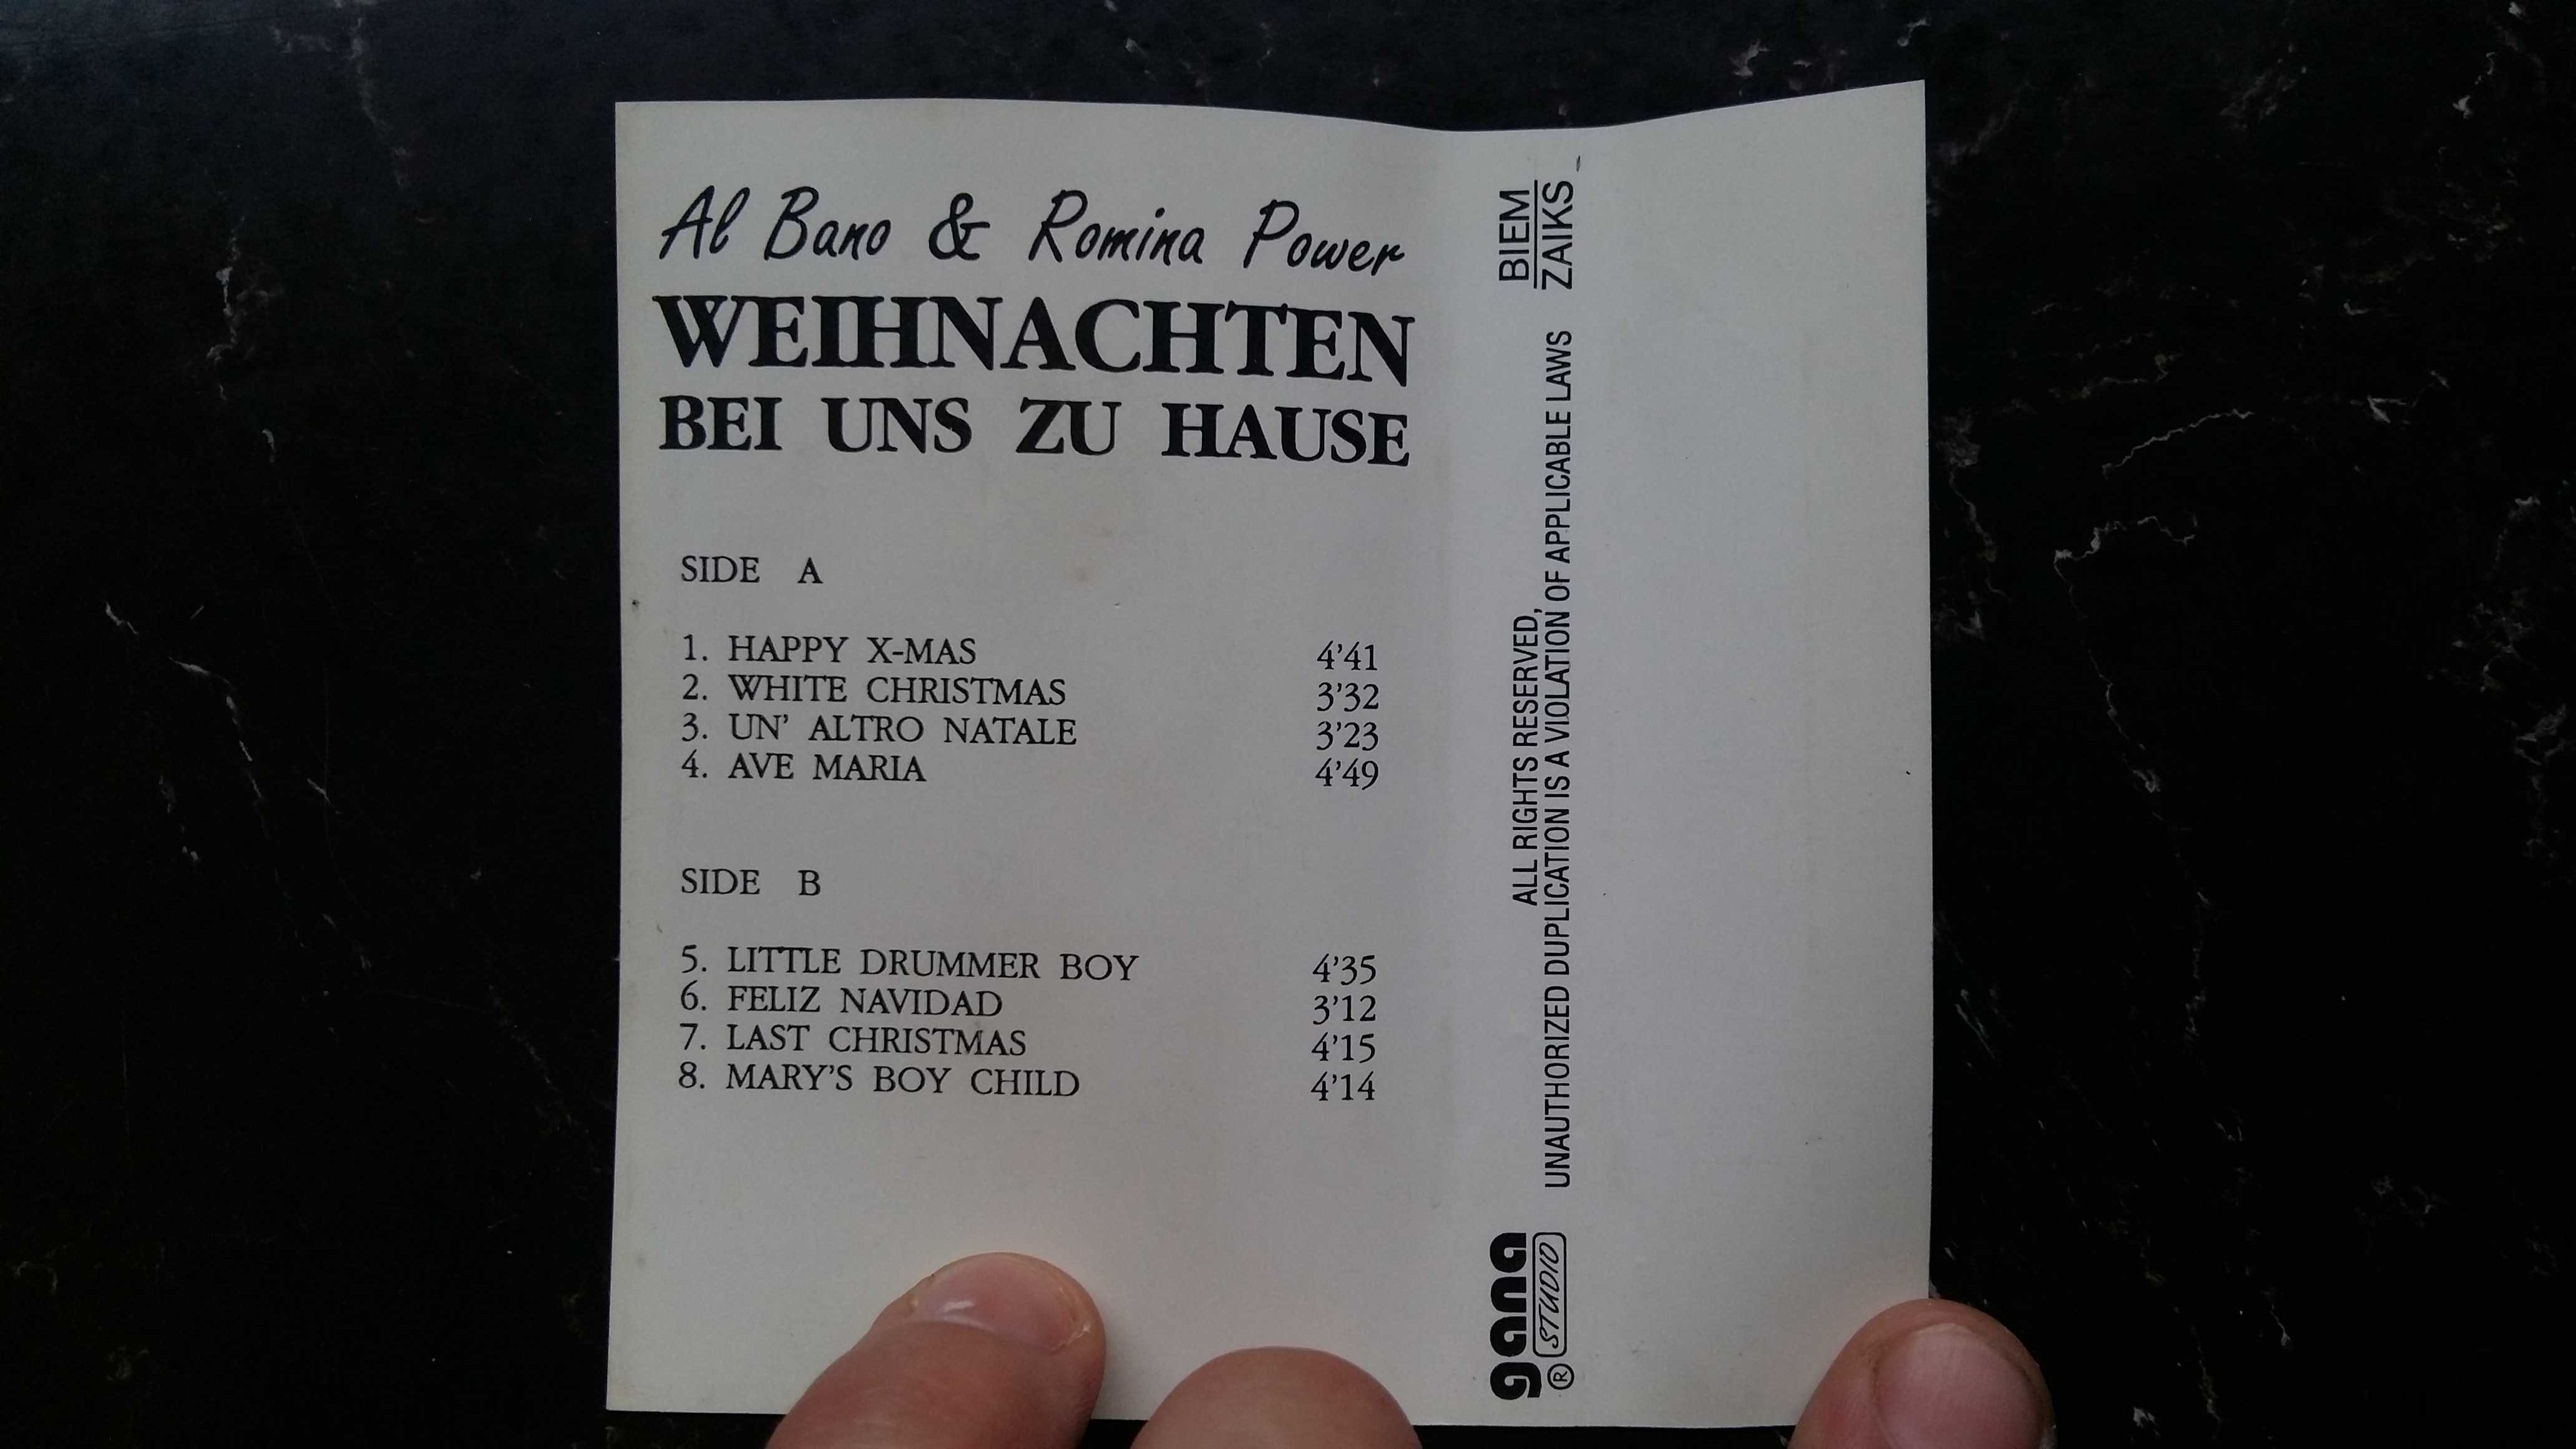 Al Bano & Romina Power
WEIHNACHTEN
BEI UNS ZU HAUSE
SIDE A
1. HAPPY X-MAS 4'41
2. WHITE CHRISTMAS 3'32
3. UN' ALTRO NATALE 3'23
4. AVE MARIA 4'49
SIDE B
5. LITTLE DRUMMER BOY 4'35
6. FELIZ NAVIDAD 3'12
7. LAST CHRISTMAS 4'15
8. MARY'S BOY CHILD 4'14
gana
® STUDIO
ALL RIGHTS RESERVED,
UNAUTHORIZED DUPLICATION IS A VIOLATION OF APPLICABLE LAWS
BIEM
ZAIKS